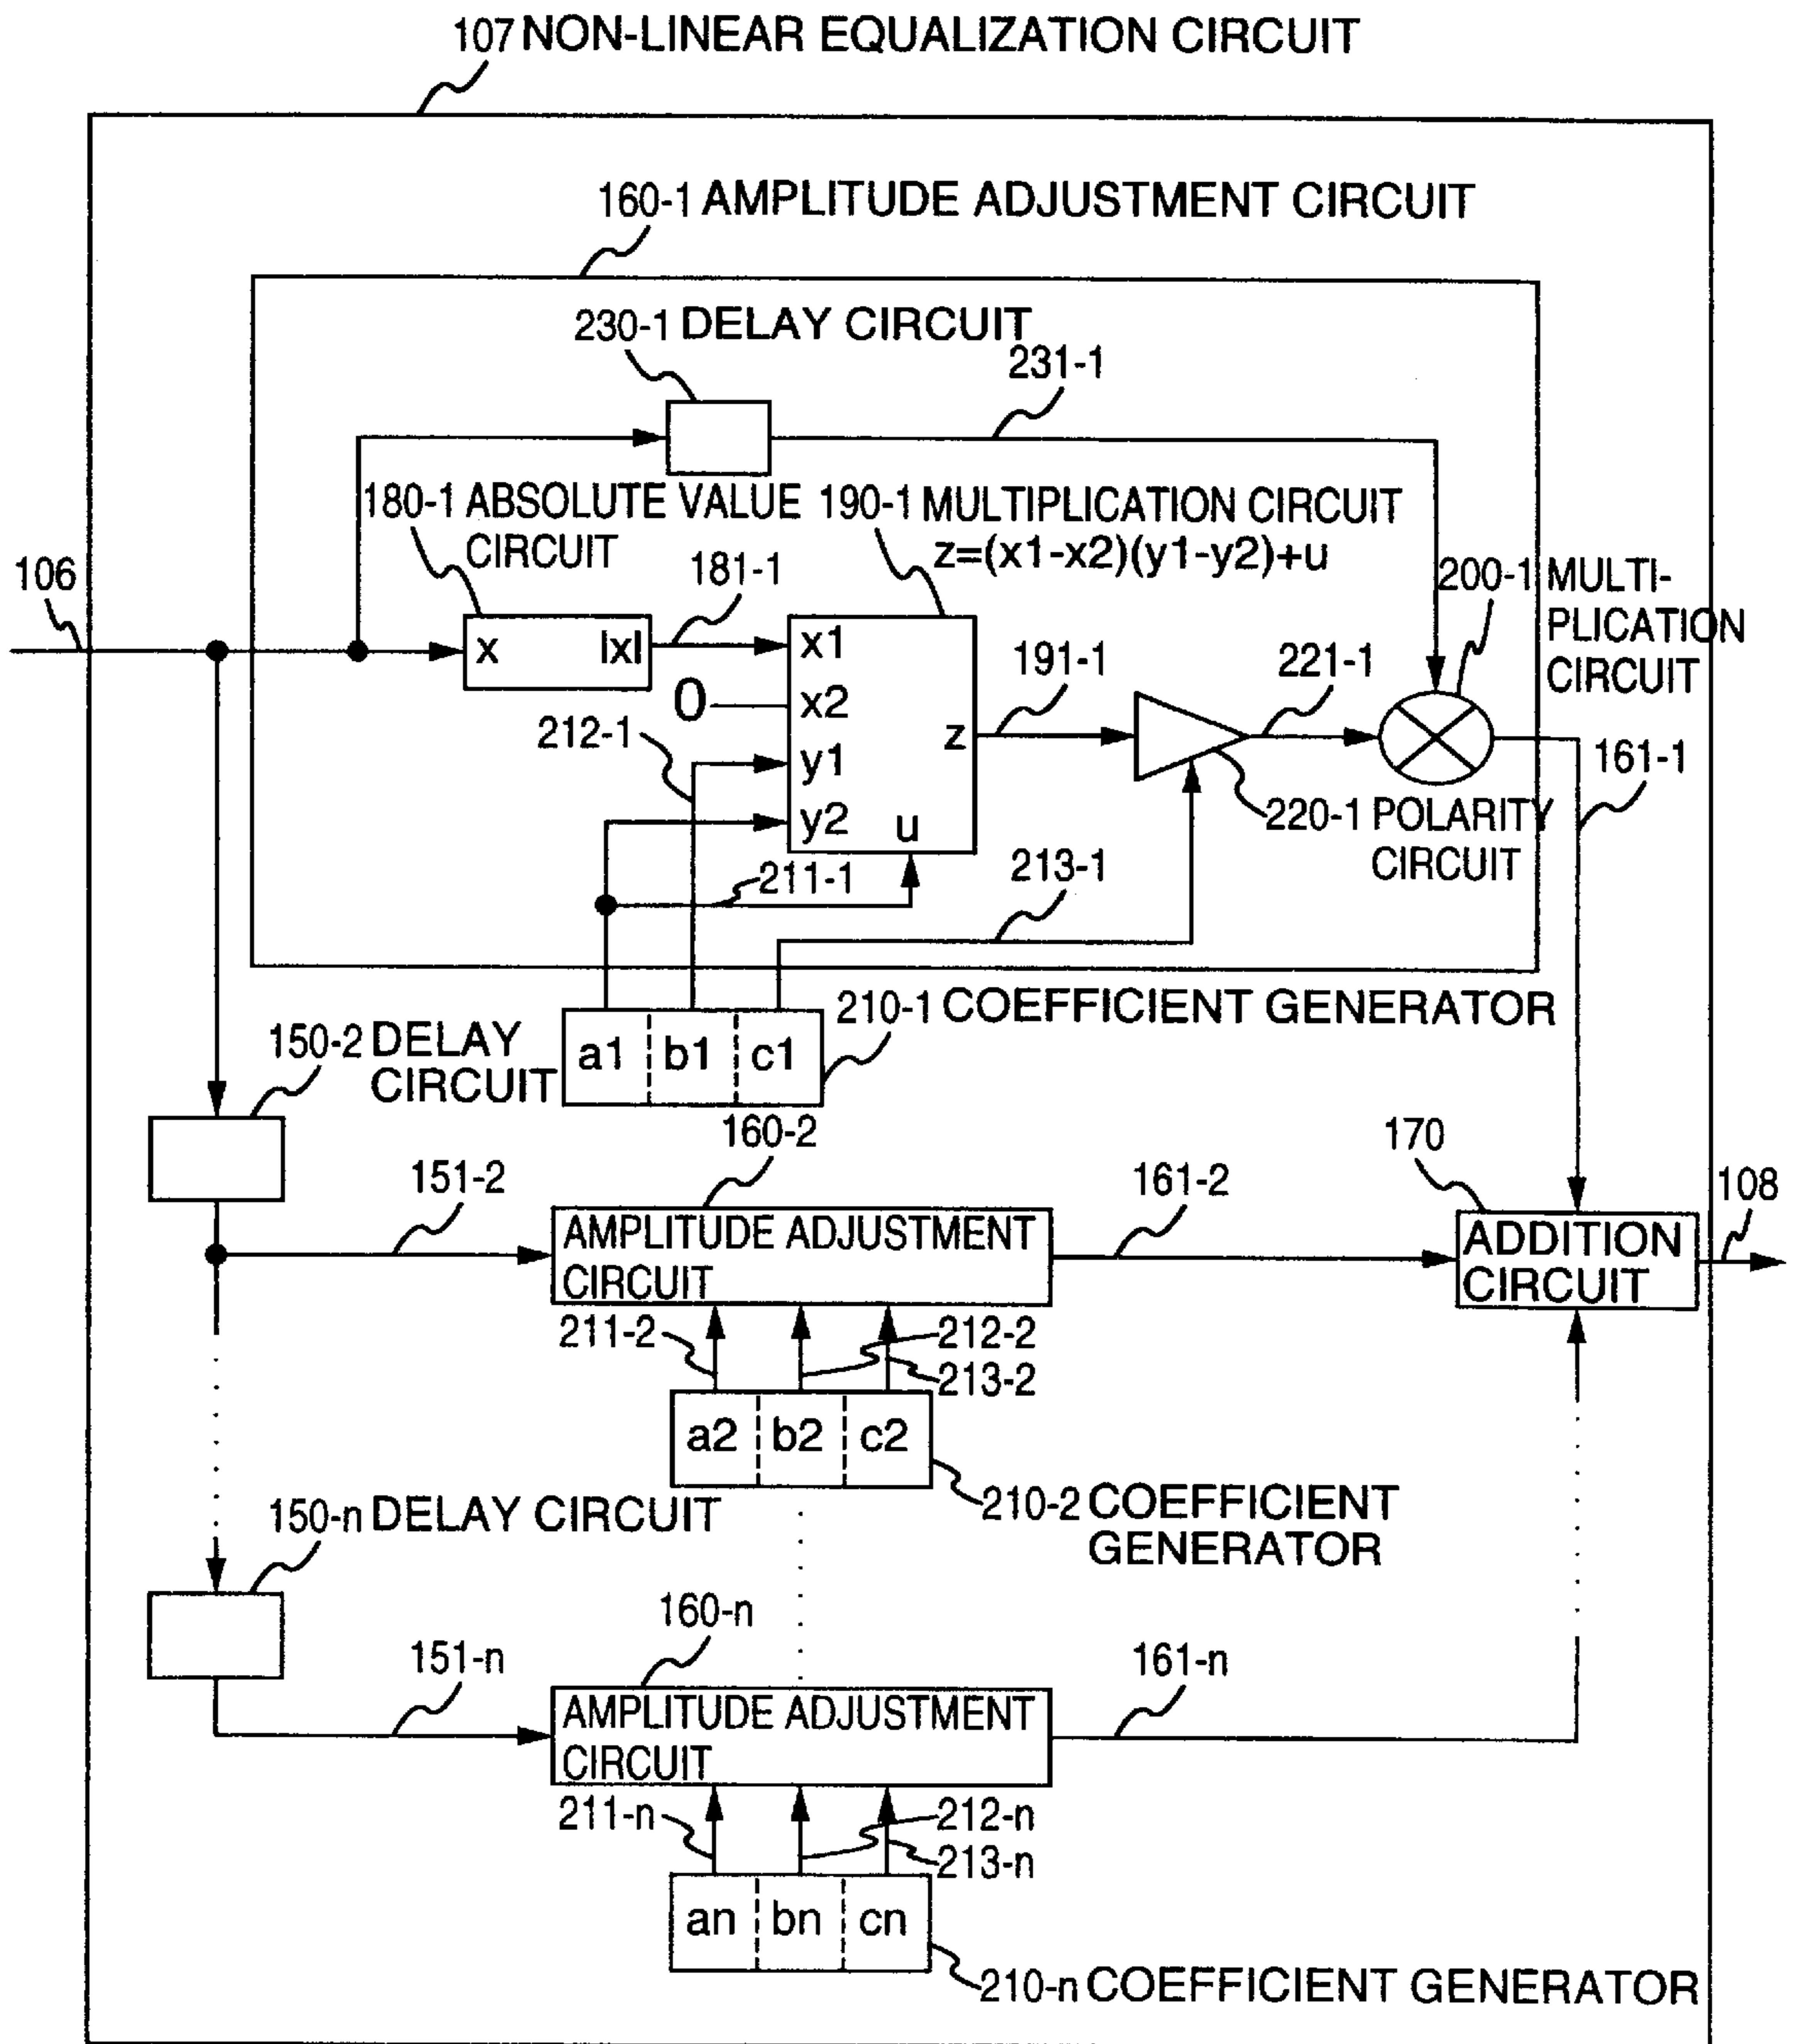 107 NON-LINEAR EQUALIZATION CIRCUIT
160-1 AMPLITUDE ADJUSTMENT CIRCUIT
230-1 DELAY CIRCUIT
231-1
180-1 ABSOLUTE VALUE
CIRCUIT
190-1 MULTIPLICATION CIRCUIT
z=(x1-x2)(y1-y2)+u
106
181-1
200-1 MULTI-
PLICATION
CIRCUIT
x |x|
x1
0 x2
y1
y2
u
z
191-1
221-1
212-1
161-1
220-1 POLARITY
CIRCUIT
211-1
213-1
210-1 COEFFICIENT GENERATOR
a1 b1 c1
150-2 DELAY
CIRCUIT
160-2
170
151-2
161-2
108
AMPLITUDE ADJUSTMENT
CIRCUIT
ADDITION
CIRCUIT
211-2
212-2
213-2
a2 b2 c2
210-2 COEFFICIENT
GENERATOR
150-n DELAY CIRCUIT
160-n
151-n
161-n
AMPLITUDE ADJUSTMENT
CIRCUIT
211-n
212-n
213-n
an bn cn
210-n COEFFICIENT GENERATOR